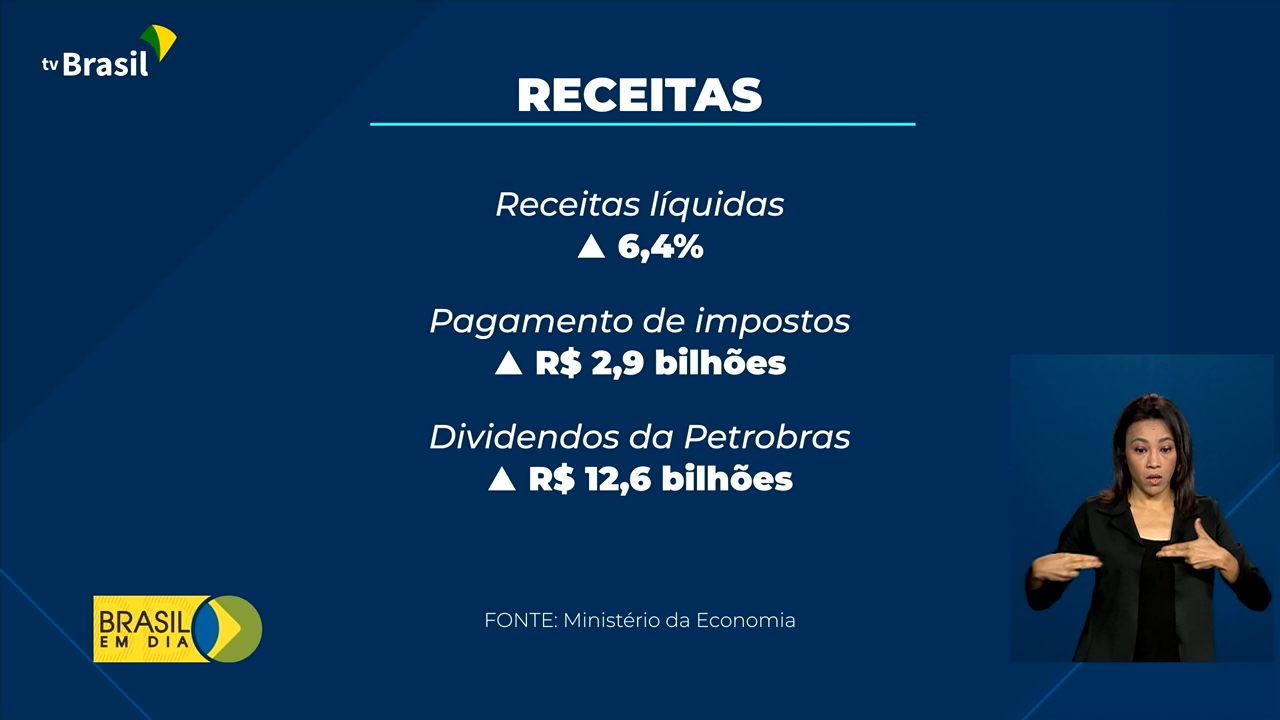 tv Brasil
RECEITAS
Receitas líquidas
▲ 6,4%
Pagamento de impostos
▲ R$ 2,9 bilhões
Dividendos da Petrobras
▲ R$ 12,6 bilhões
BRASIL
EM DIA
FONTE: Ministério da Economia